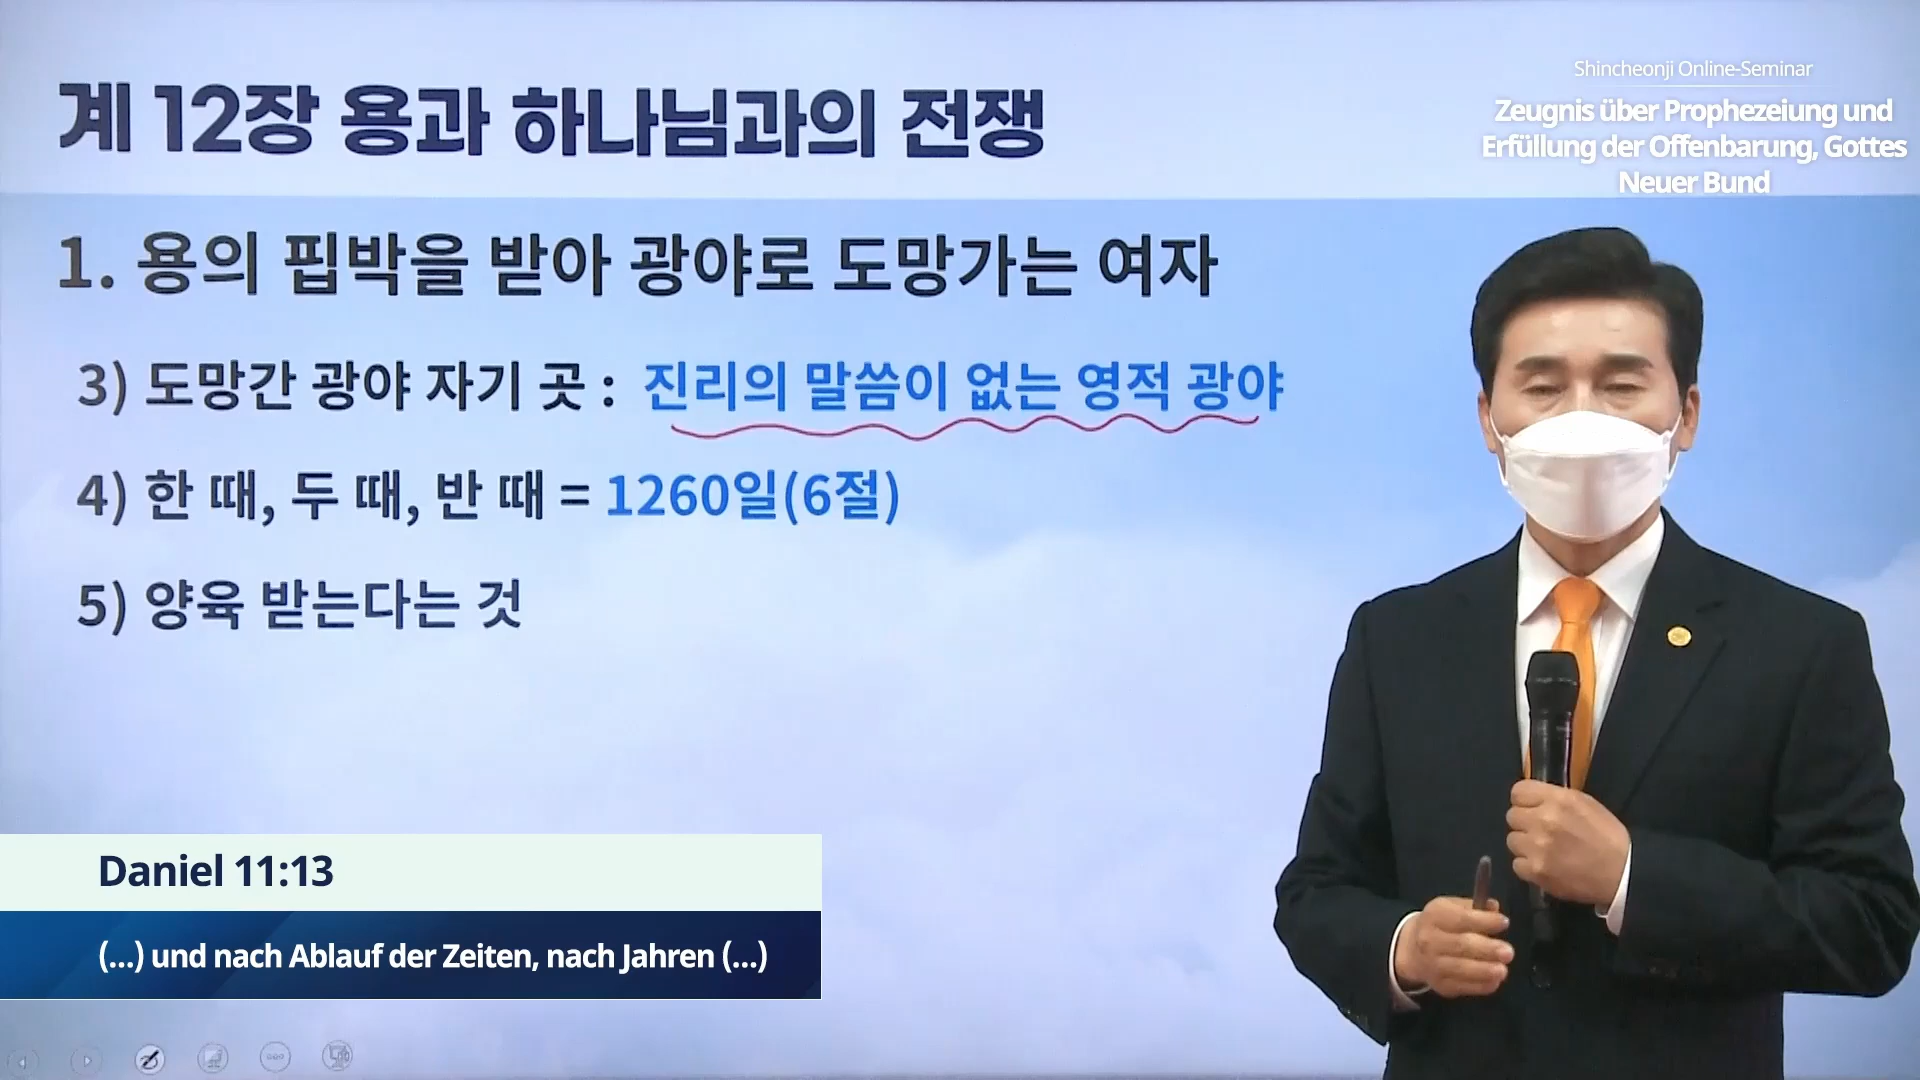 계 12장 용과 하나님과의 전쟁
Shincheonji Online-Seminar
Zeugnis über Prophezeiung und
Erfüllung der Offenbarung, Gottes
Neuer Bund
1. 용의 핍박을 받아 광야로 도망가는 여자
3) 도망간 광야 자기 곳 : 진리의 말씀이 없는 영적 광야
4) 한 때, 두 때, 반 때 = 1260일(6절)
5) 양육 받는다는 것
Daniel 11:13
(...) und nach Ablauf der Zeiten, nach Jahren (...)